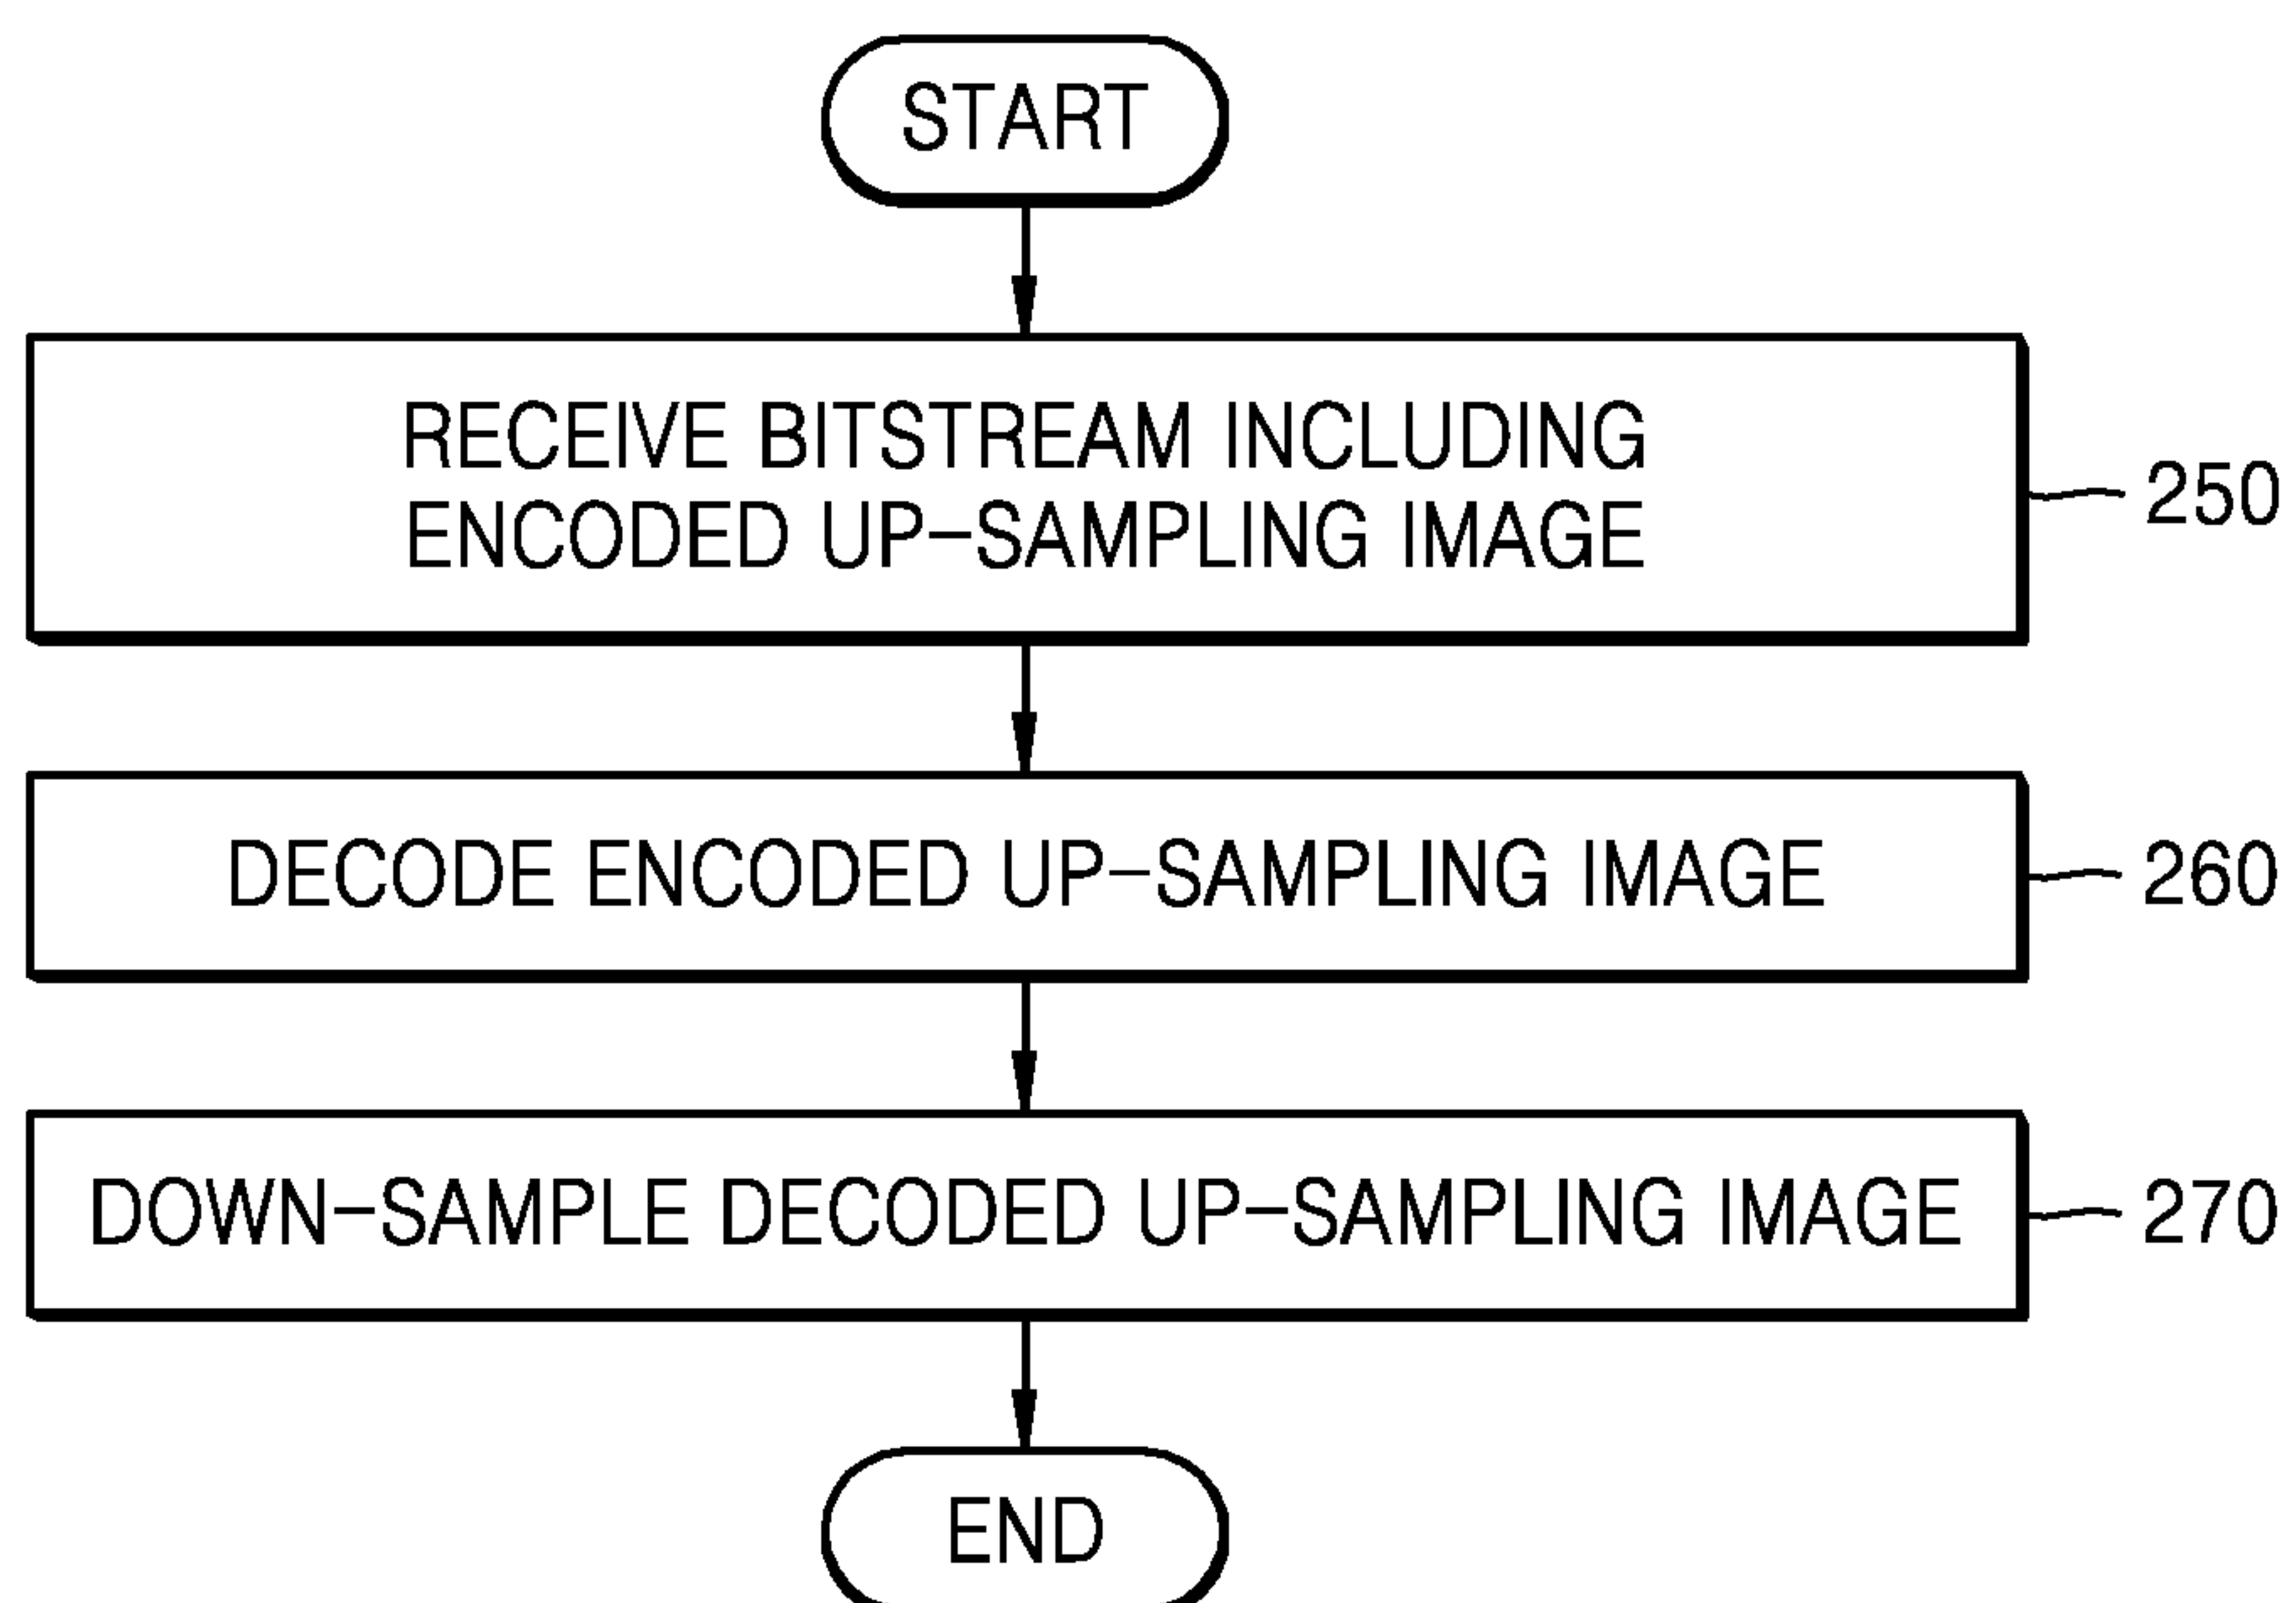 START
RECEIVE BITSTREAM INCLUDING
ENCODED UP-SAMPLING IMAGE
250
DECODE ENCODED UP-SAMPLING IMAGE
260
DOWN-SAMPLE DECODED UP-SAMPLING IMAGE
270
END